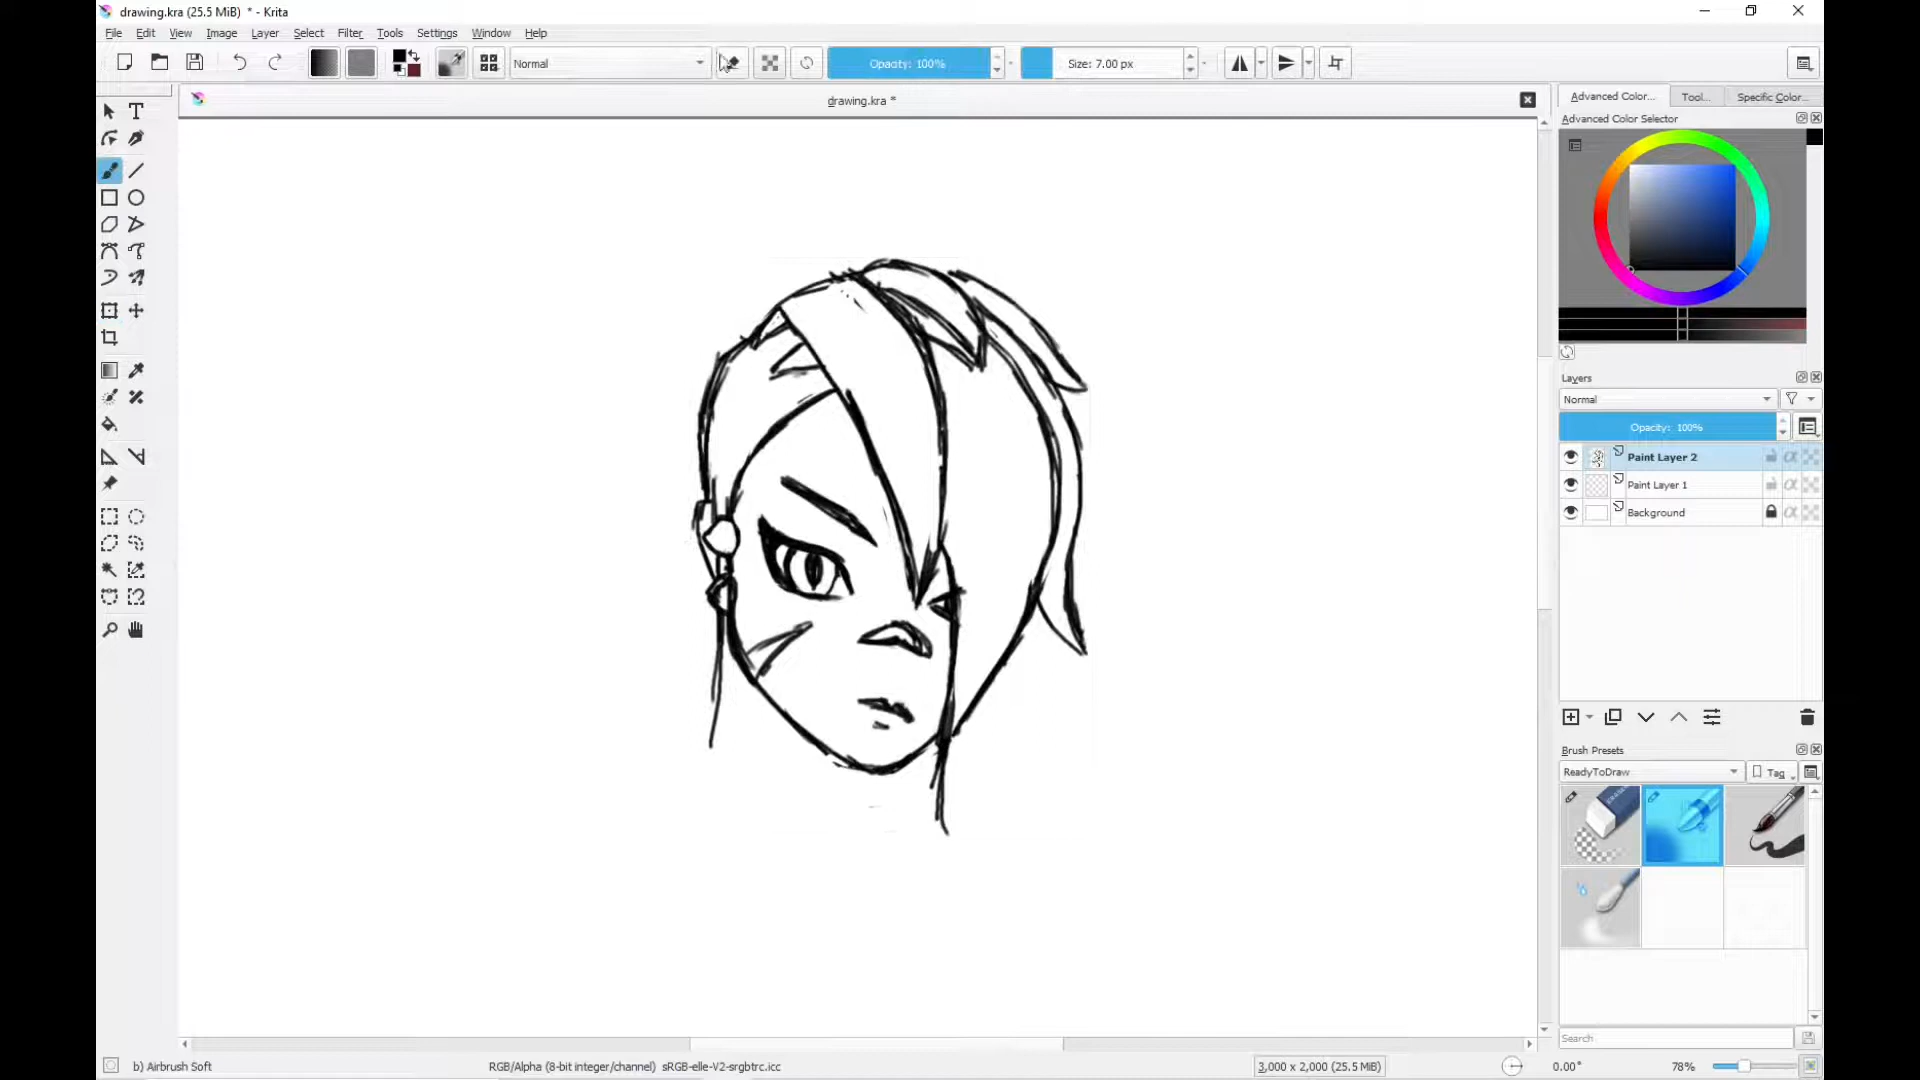 drawing.kra (25.5 MiB) * - Krita
File Edit View Image Layer Select Filter Tools Settings Window Help
Normal
Opacity: 100%
Size: 7.00 px
drawing.kra *
Advanced Color... Tool... Specific Color...
Advanced Color Selector
Layers
Normal
Opacity: 100%
Paint Layer 2
Paint Layer 1
Background
Brush Presets
ReadyToDraw
Tag
Search
b) Airbrush Soft
RGB/Alpha (8-bit integer/channel) sRGB-elle-V2-srgbtrc.icc
3,000 x 2,000 (25.5 MiB)
0.00°
78%